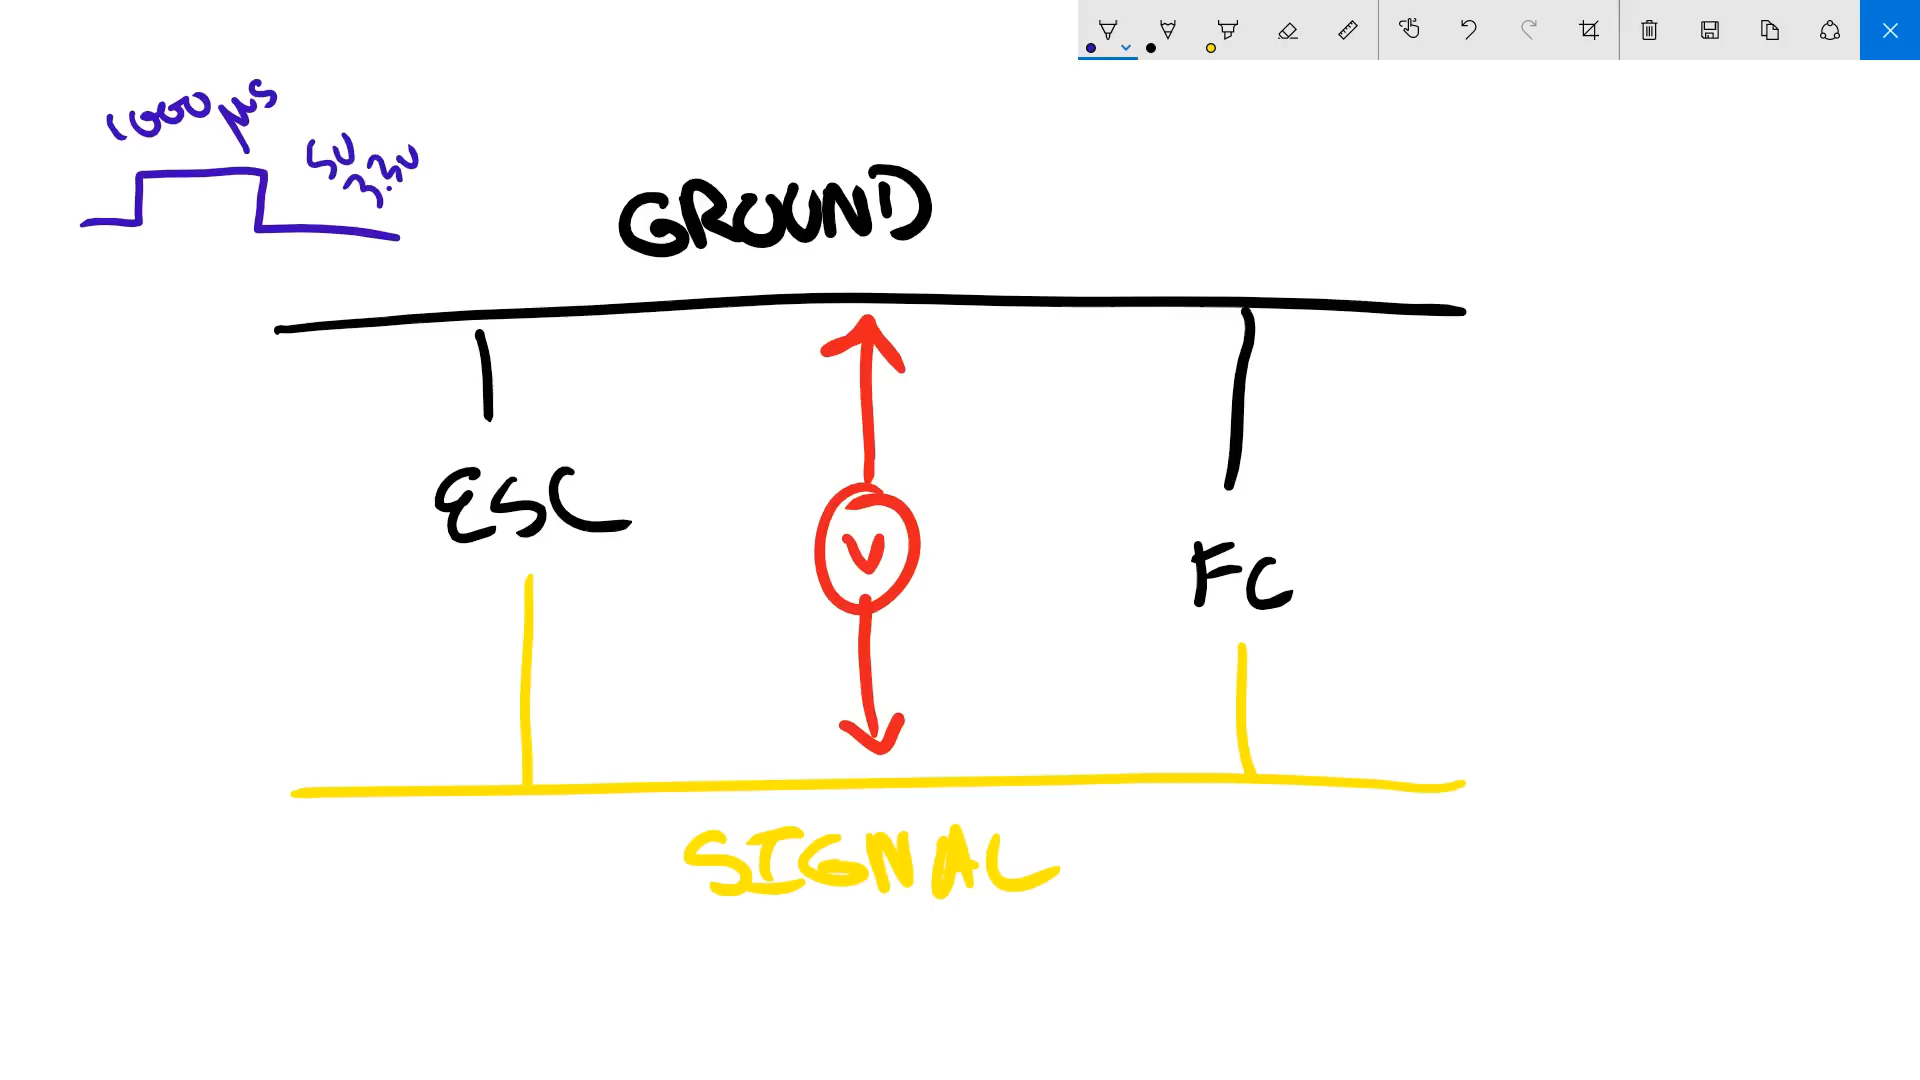 1000 µs
5V
3.3V
GROUND
ESC
V
FC
SIGNAL